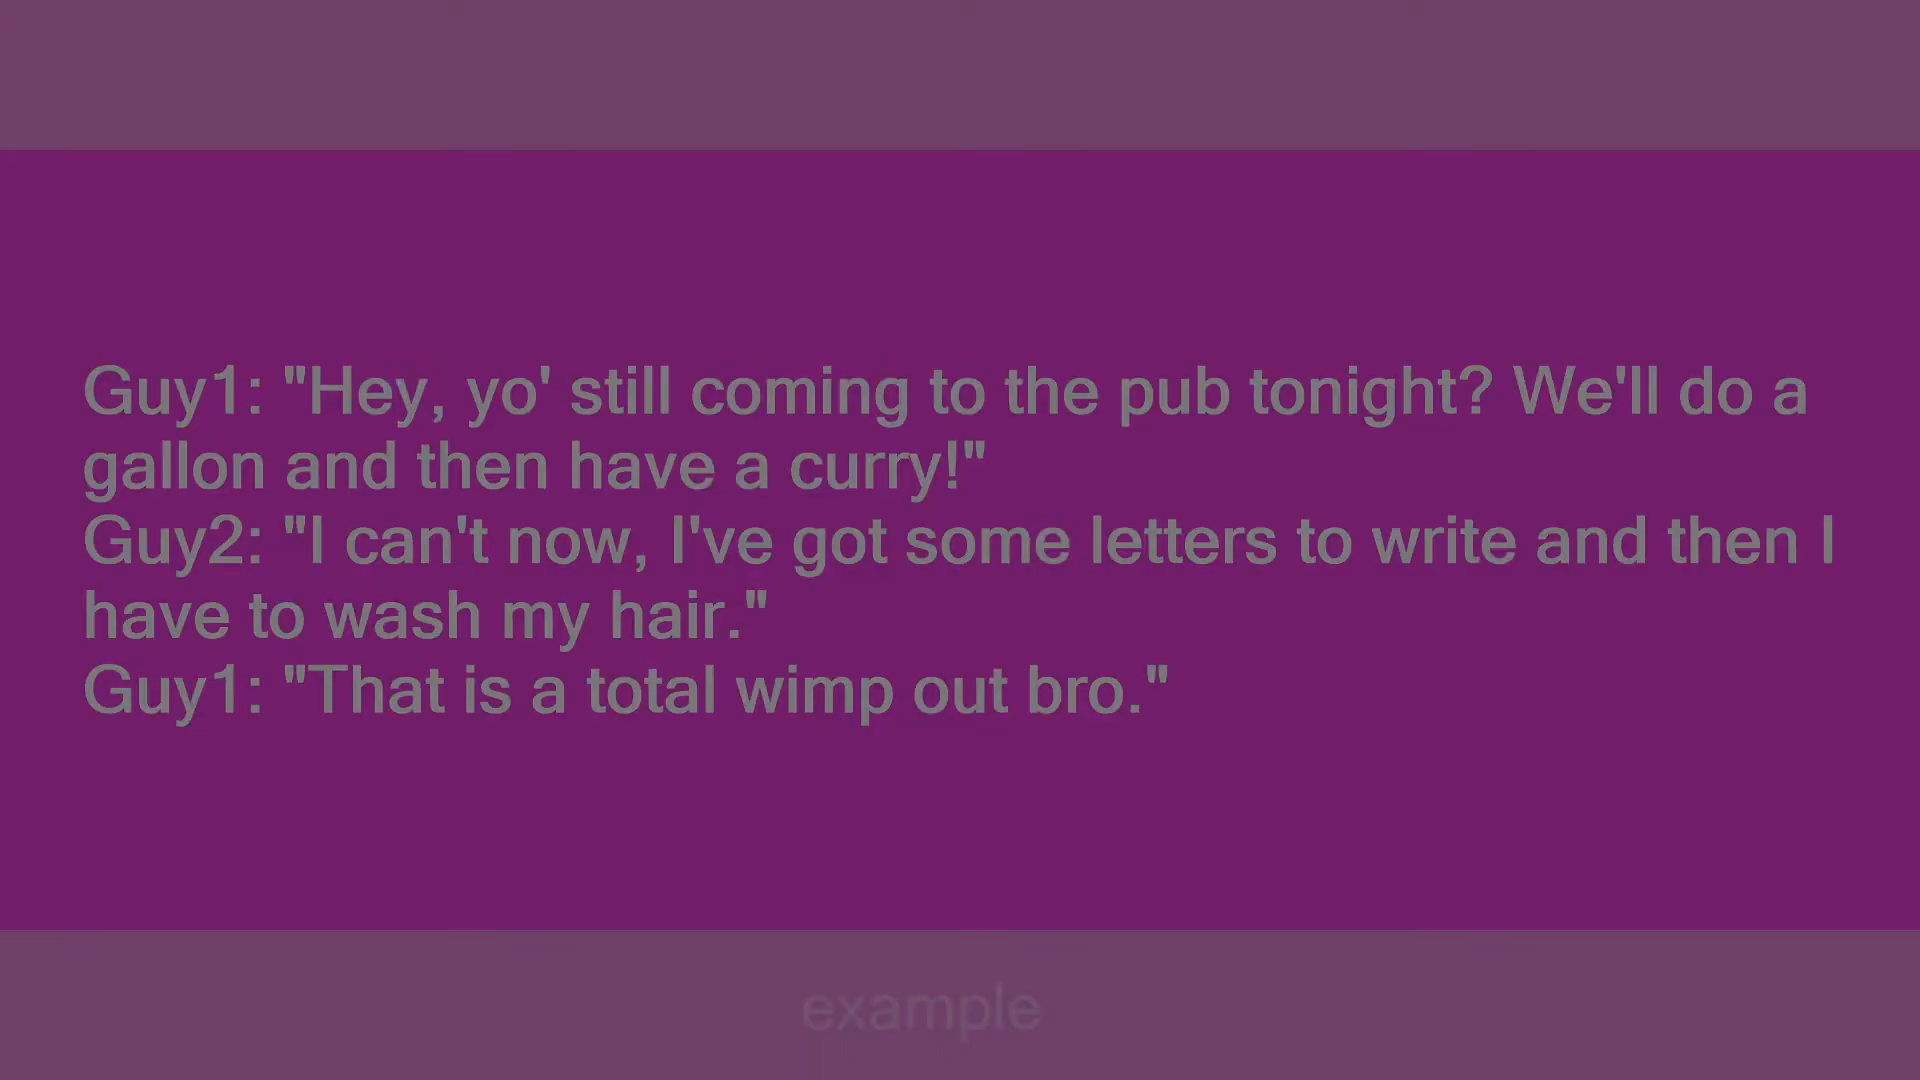 Guy1: "Hey, yo' still coming to the pub tonight? We'll do a
gallon and then have a curry!"
Guy2: "I can't now, I've got some letters to write and then I
have to wash my hair."
Guy1: "That is a total wimp out bro."
example